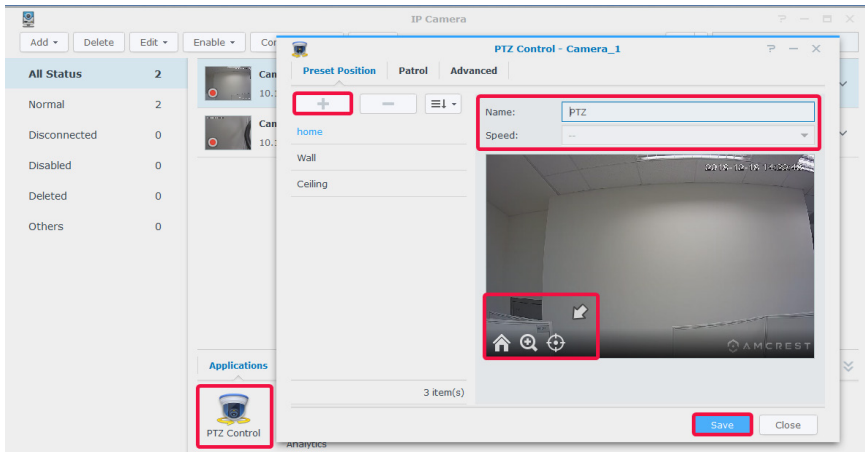 IP Camera
Add
Delete
Edit
Enable
PTZ Control - Camera_1
All Status 2
Normal 2
Disconnected 0
Disabled 0
Deleted 0
Others 0
10.
10.
Preset Position
Patrol
Advanced
home
Wall
Ceiling
3 item(s)
Name: PTZ
Speed: --
AMCREST
Save
Close
Applications
PTZ Control
Analytics